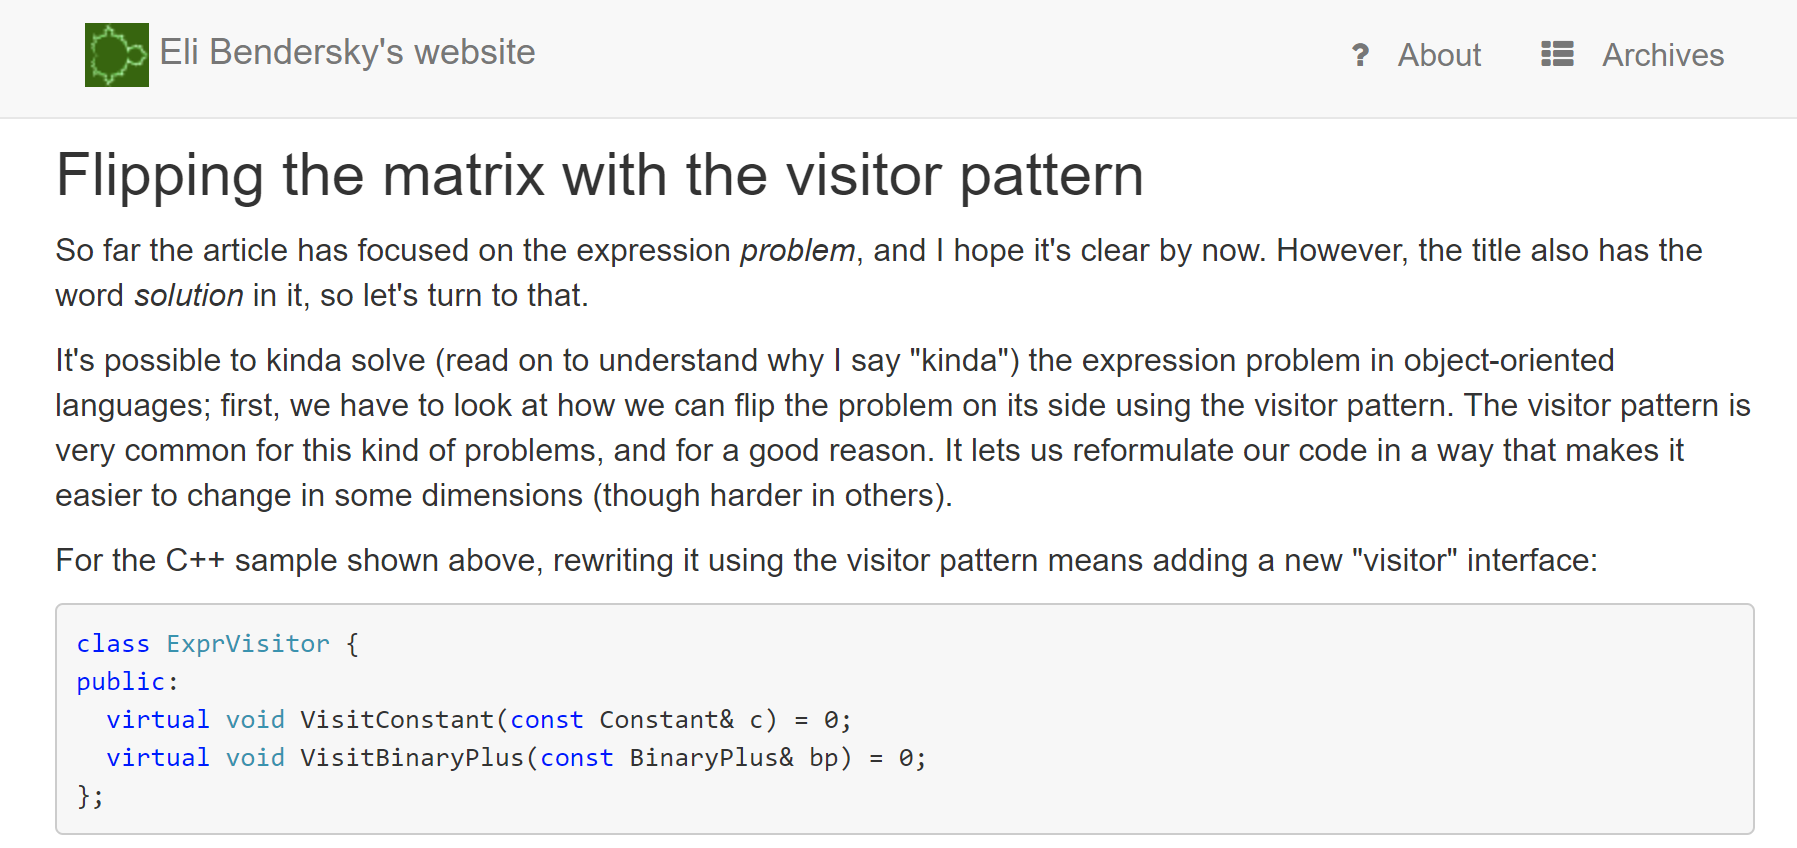 Eli Bendersky's website
? About
Archives
Flipping the matrix with the visitor pattern
So far the article has focused on the expression problem, and I hope it's clear by now. However, the title also has the
word solution in it, so let's turn to that.
It's possible to kinda solve (read on to understand why I say "kinda") the expression problem in object-oriented
languages; first, we have to look at how we can flip the problem on its side using the visitor pattern. The visitor pattern is
very common for this kind of problems, and for a good reason. It lets us reformulate our code in a way that makes it
easier to change in some dimensions (though harder in others).
For the C++ sample shown above, rewriting it using the visitor pattern means adding a new "visitor" interface:
class ExprVisitor {
public:
  virtual void VisitConstant(const Constant& c) = 0;
  virtual void VisitBinaryPlus(const BinaryPlus& bp) = 0;
};